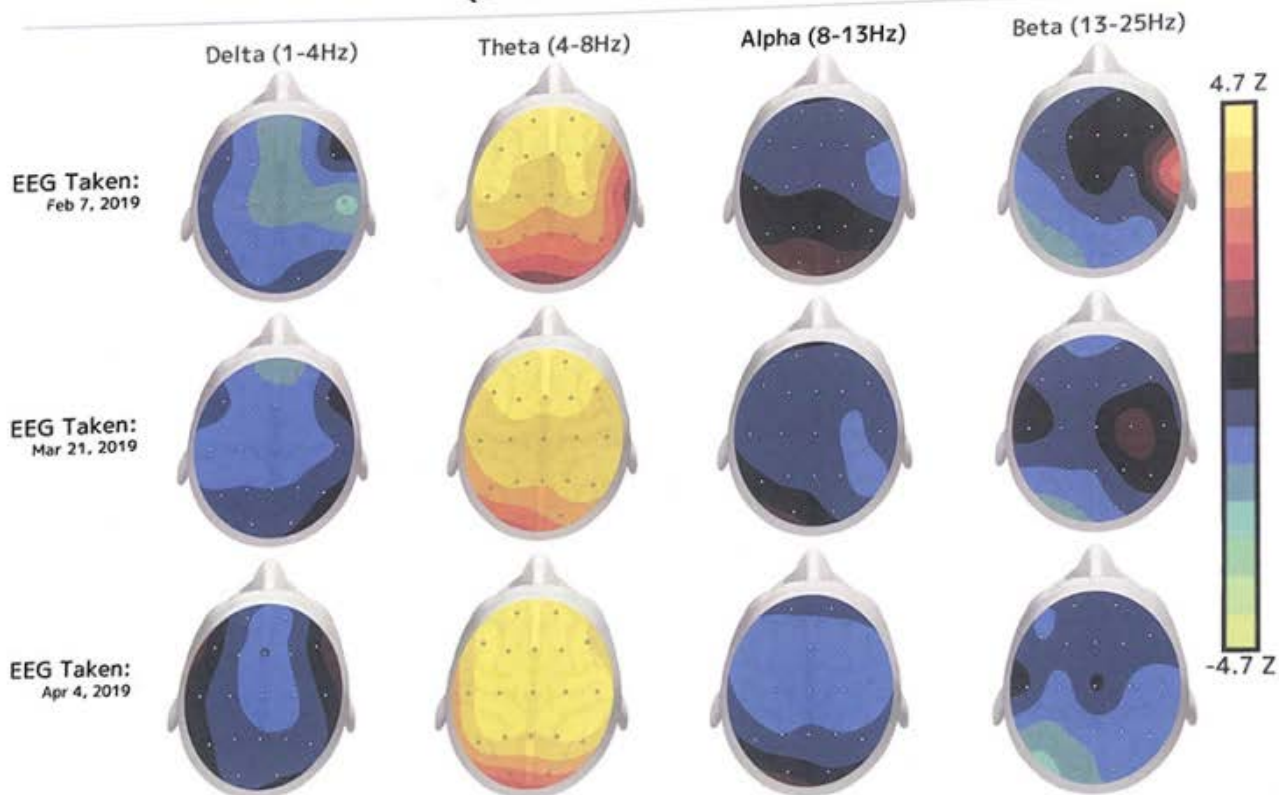 Delta (1-4Hz) Theta (4-8Hz) Alpha (8-13Hz) Beta (13-25Hz)
4.7 Z
EEG Taken:
Feb 7, 2019
EEG Taken:
Mar 21, 2019
EEG Taken:
Apr 4, 2019
-4.7 Z